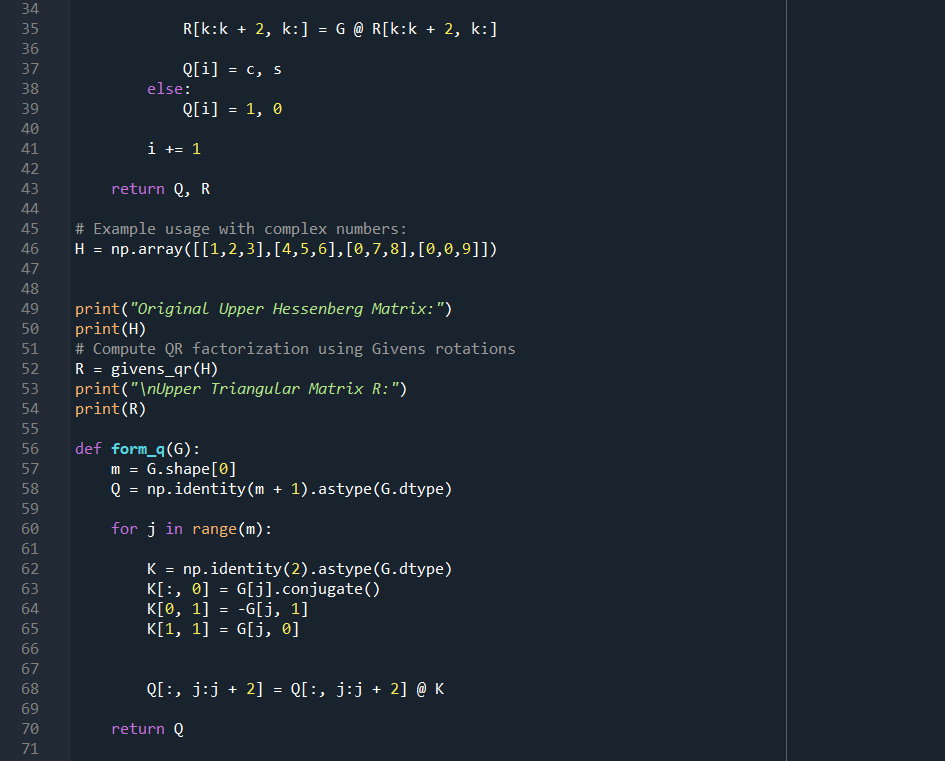 34
35 R[k:k + 2, k:] = G @ R[k:k + 2, k:]
36
37 Q[i] = c, s
38 else:
39 Q[i] = 1, 0
40
41 i += 1
42
43 return Q, R
44
45 # Example usage with complex numbers:
46 H = np.array([[1,2,3],[4,5,6],[0,7,8],[0,0,9]])
47
48
49 print("Original Upper Hessenberg Matrix:")
50 print(H)
51 # Compute QR factorization using Givens rotations
52 R = givens_qr(H)
53 print("\nUpper Triangular Matrix R:")
54 print(R)
55
56 def form_q(G):
57 m = G.shape[0]
58 Q = np.identity(m + 1).astype(G.dtype)
59
60 for j in range(m):
61
62 K = np.identity(2).astype(G.dtype)
63 K[:, 0] = G[j].conjugate()
64 K[0, 1] = -G[j, 1]
65 K[1, 1] = G[j, 0]
66
67
68 Q[:, j:j + 2] = Q[:, j:j + 2] @ K
69
70 return Q
71